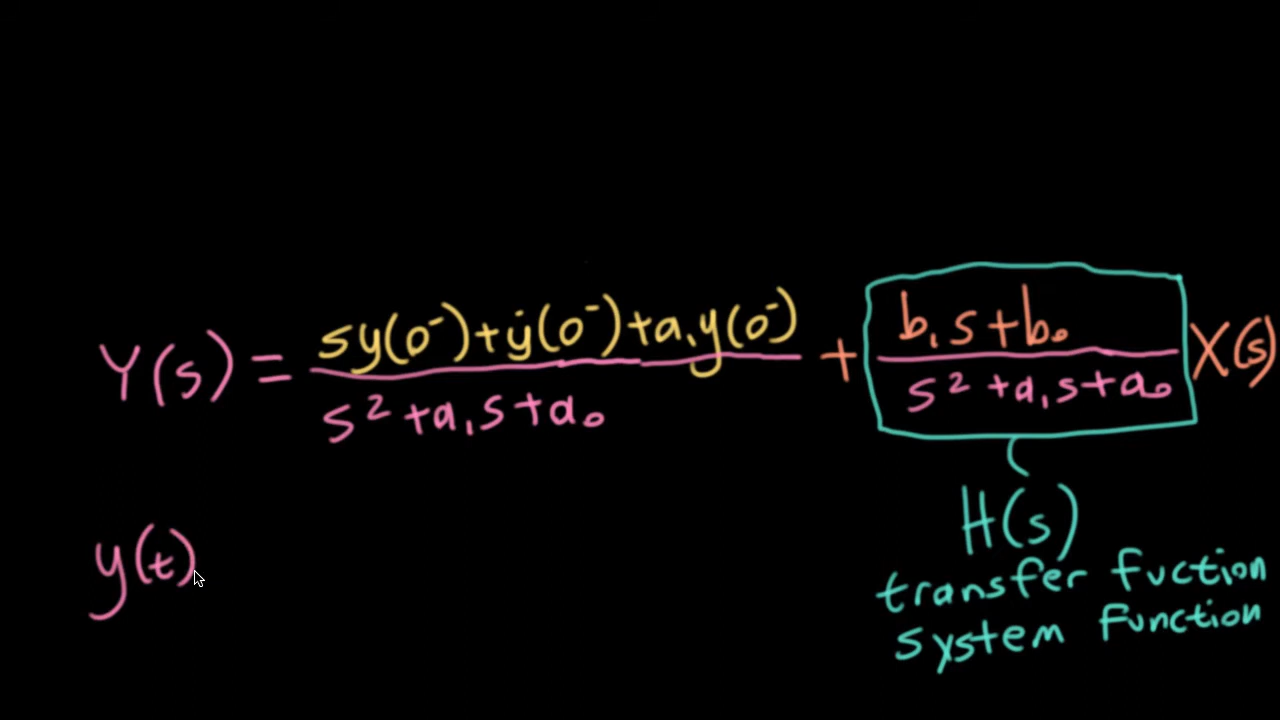 Y(s) = sy(0⁻)+ẏ(0⁻)+a₁y(0⁻) / s²+a₁s+a₀ + b₁s+b₀ / s²+a₁s+a₀ X(s)
H(s)
y(t)
transfer fuction
system function